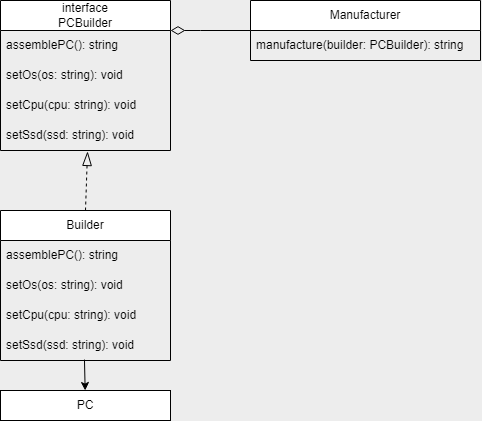 interface
PCBuilder
assemblePC(): string
setOs(os: string): void
setCpu(cpu: string): void
setSsd(ssd: string): void
Manufacturer
manufacture(builder: PCBuilder): string
Builder
assemblePC(): string
setOs(os: string): void
setCpu(cpu: string): void
setSsd(ssd: string): void
PC